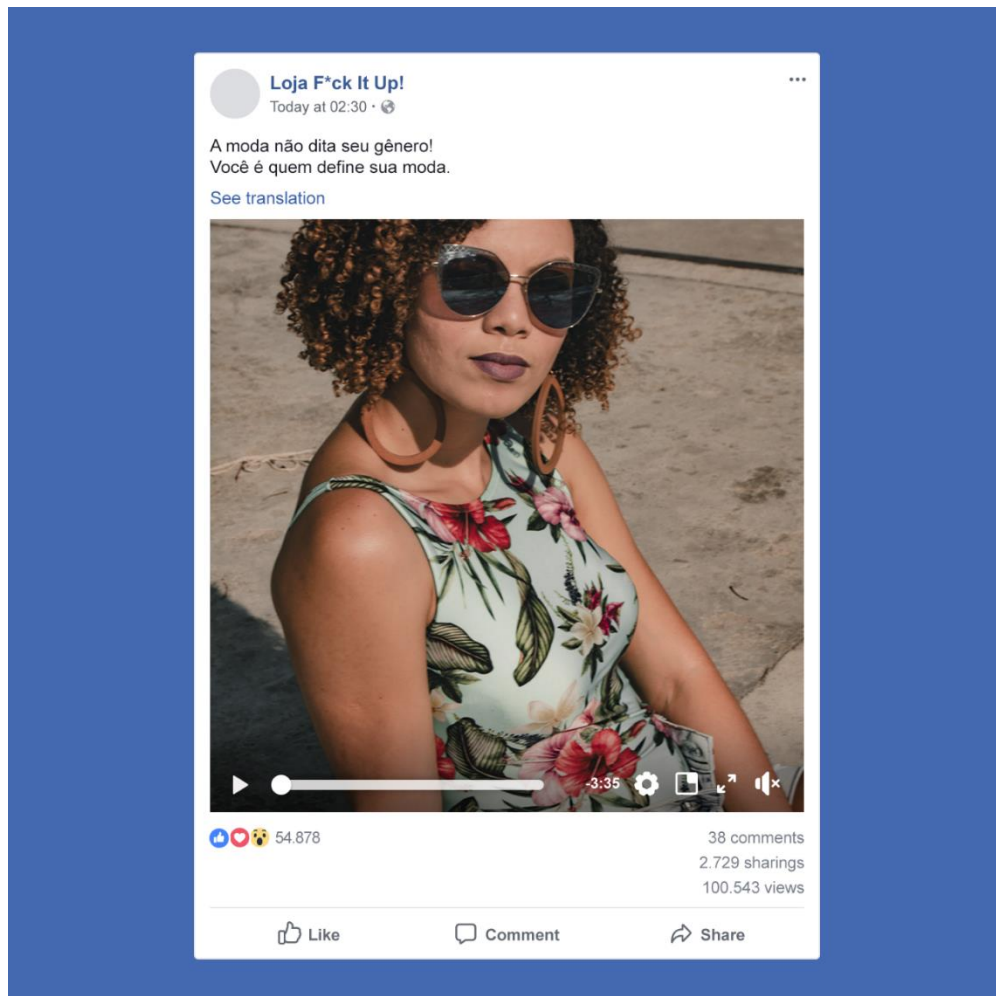 Loja F*ck It Up!
Today at 02:30 ·
A moda não dita seu gênero!
Você é quem define sua moda.
See translation
-3:35
54.878
38 comments
2.729 sharings
100.543 views
Like
Comment
Share